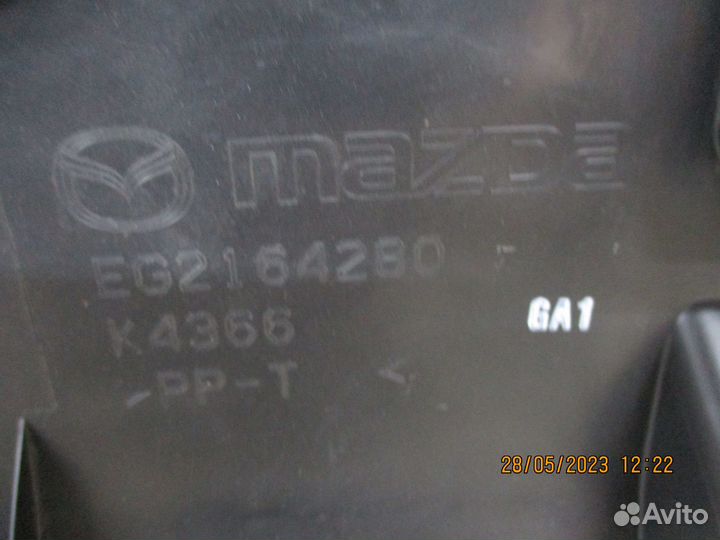 mazda
EG2164280
K4366
GA1
-PP-T <
28/05/2023 12:22
Avito